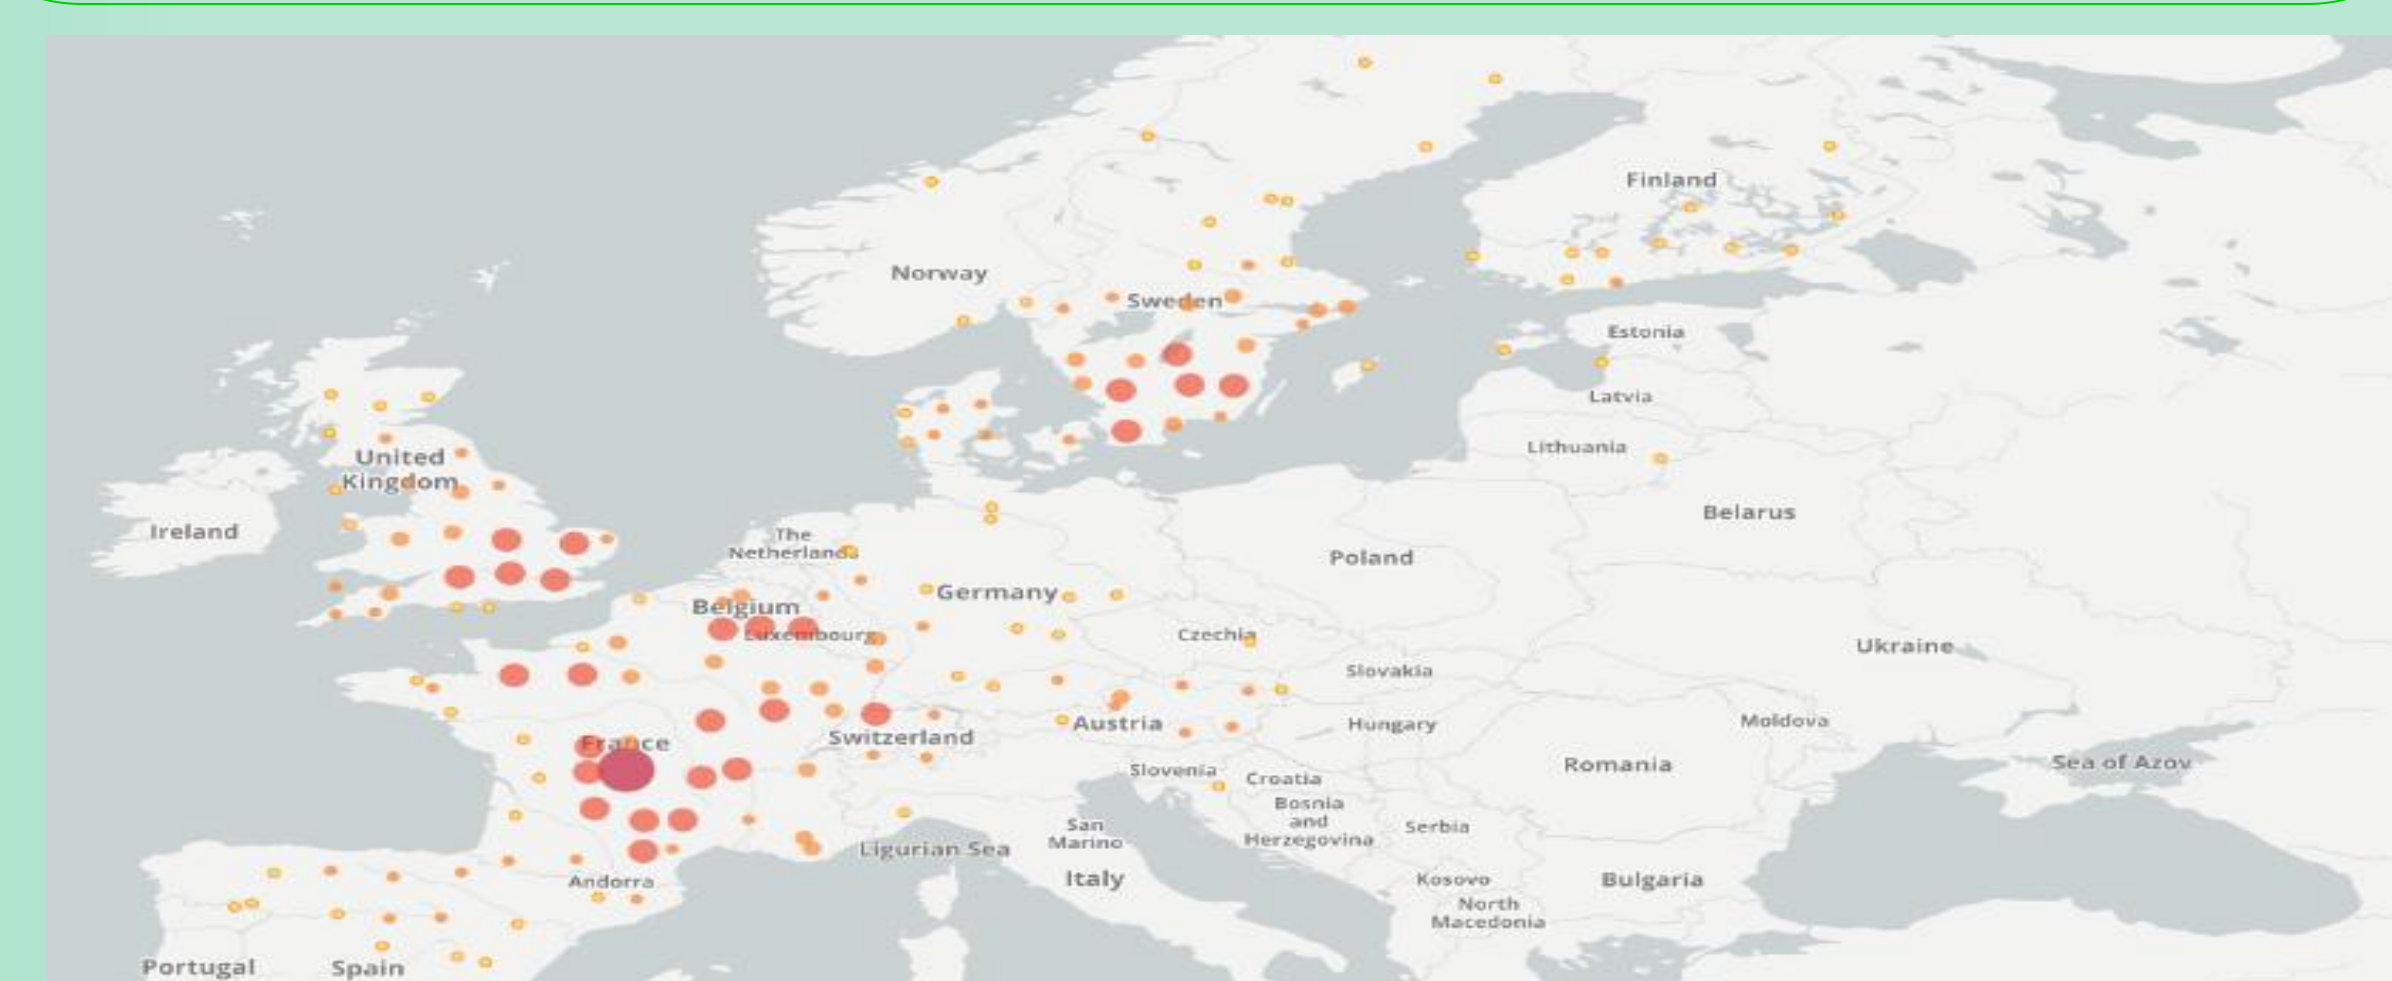 Finland
Norway
Sweden
Estonia
Latvia
United
Kingdom
Lithuania
Belarus
Ireland
The
Netherlands
Poland
Germany
Belgium
Luxembourg
Czechia
Ukraine
Slovakia
Austria
Hungary
Moldova
France
Switzerland
Slovenia
Croatia
Romania
Sea of Azov
Bosnia
and
Herzegovina
San
Marino
Serbia
Ligurian Sea
Andorra
Italy
Kosovo
Bulgaria
North
Macedonia
Portugal
Spain